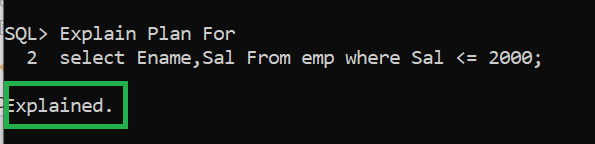 SQL> Explain Plan For
2 select Ename,Sal From emp where Sal <= 2000;
Explained.